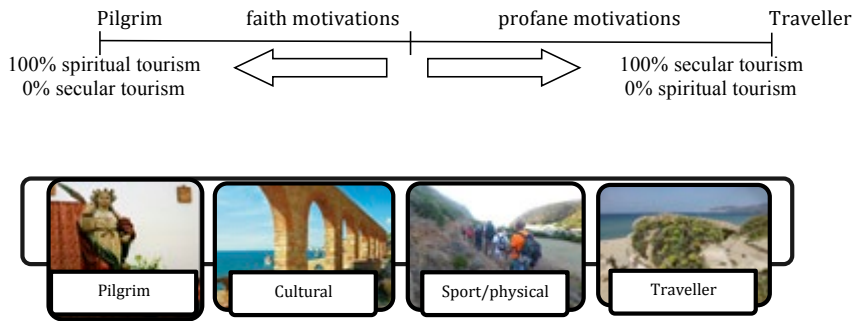 Pilgrim faith motivations profane motivations Traveller
100% spiritual tourism 100% secular tourism
0% secular tourism 0% spiritual tourism
Pilgrim Cultural Sport/physical Traveller